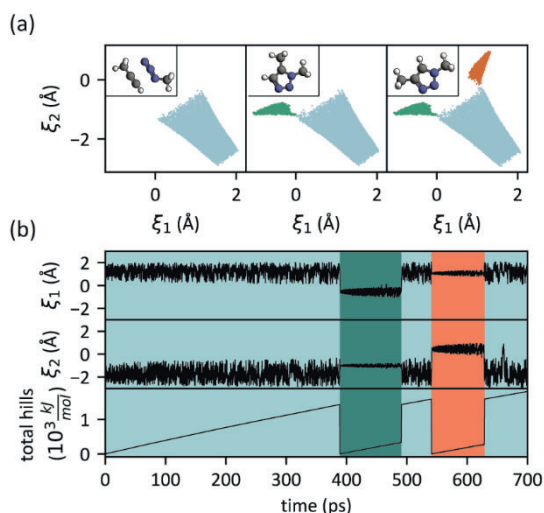 (a)
ξ₂ (Å)
0
−2
0 2 0 2 0 2
ξ₁ (Å) ξ₁ (Å) ξ₁ (Å)
(b)
ξ₁ (Å)
2
0
−2
ξ₂ (Å)
2
0
−2
total hills
(10³ kJ/mol)
1
0
0 100 200 300 400 500 600 700
time (ps)